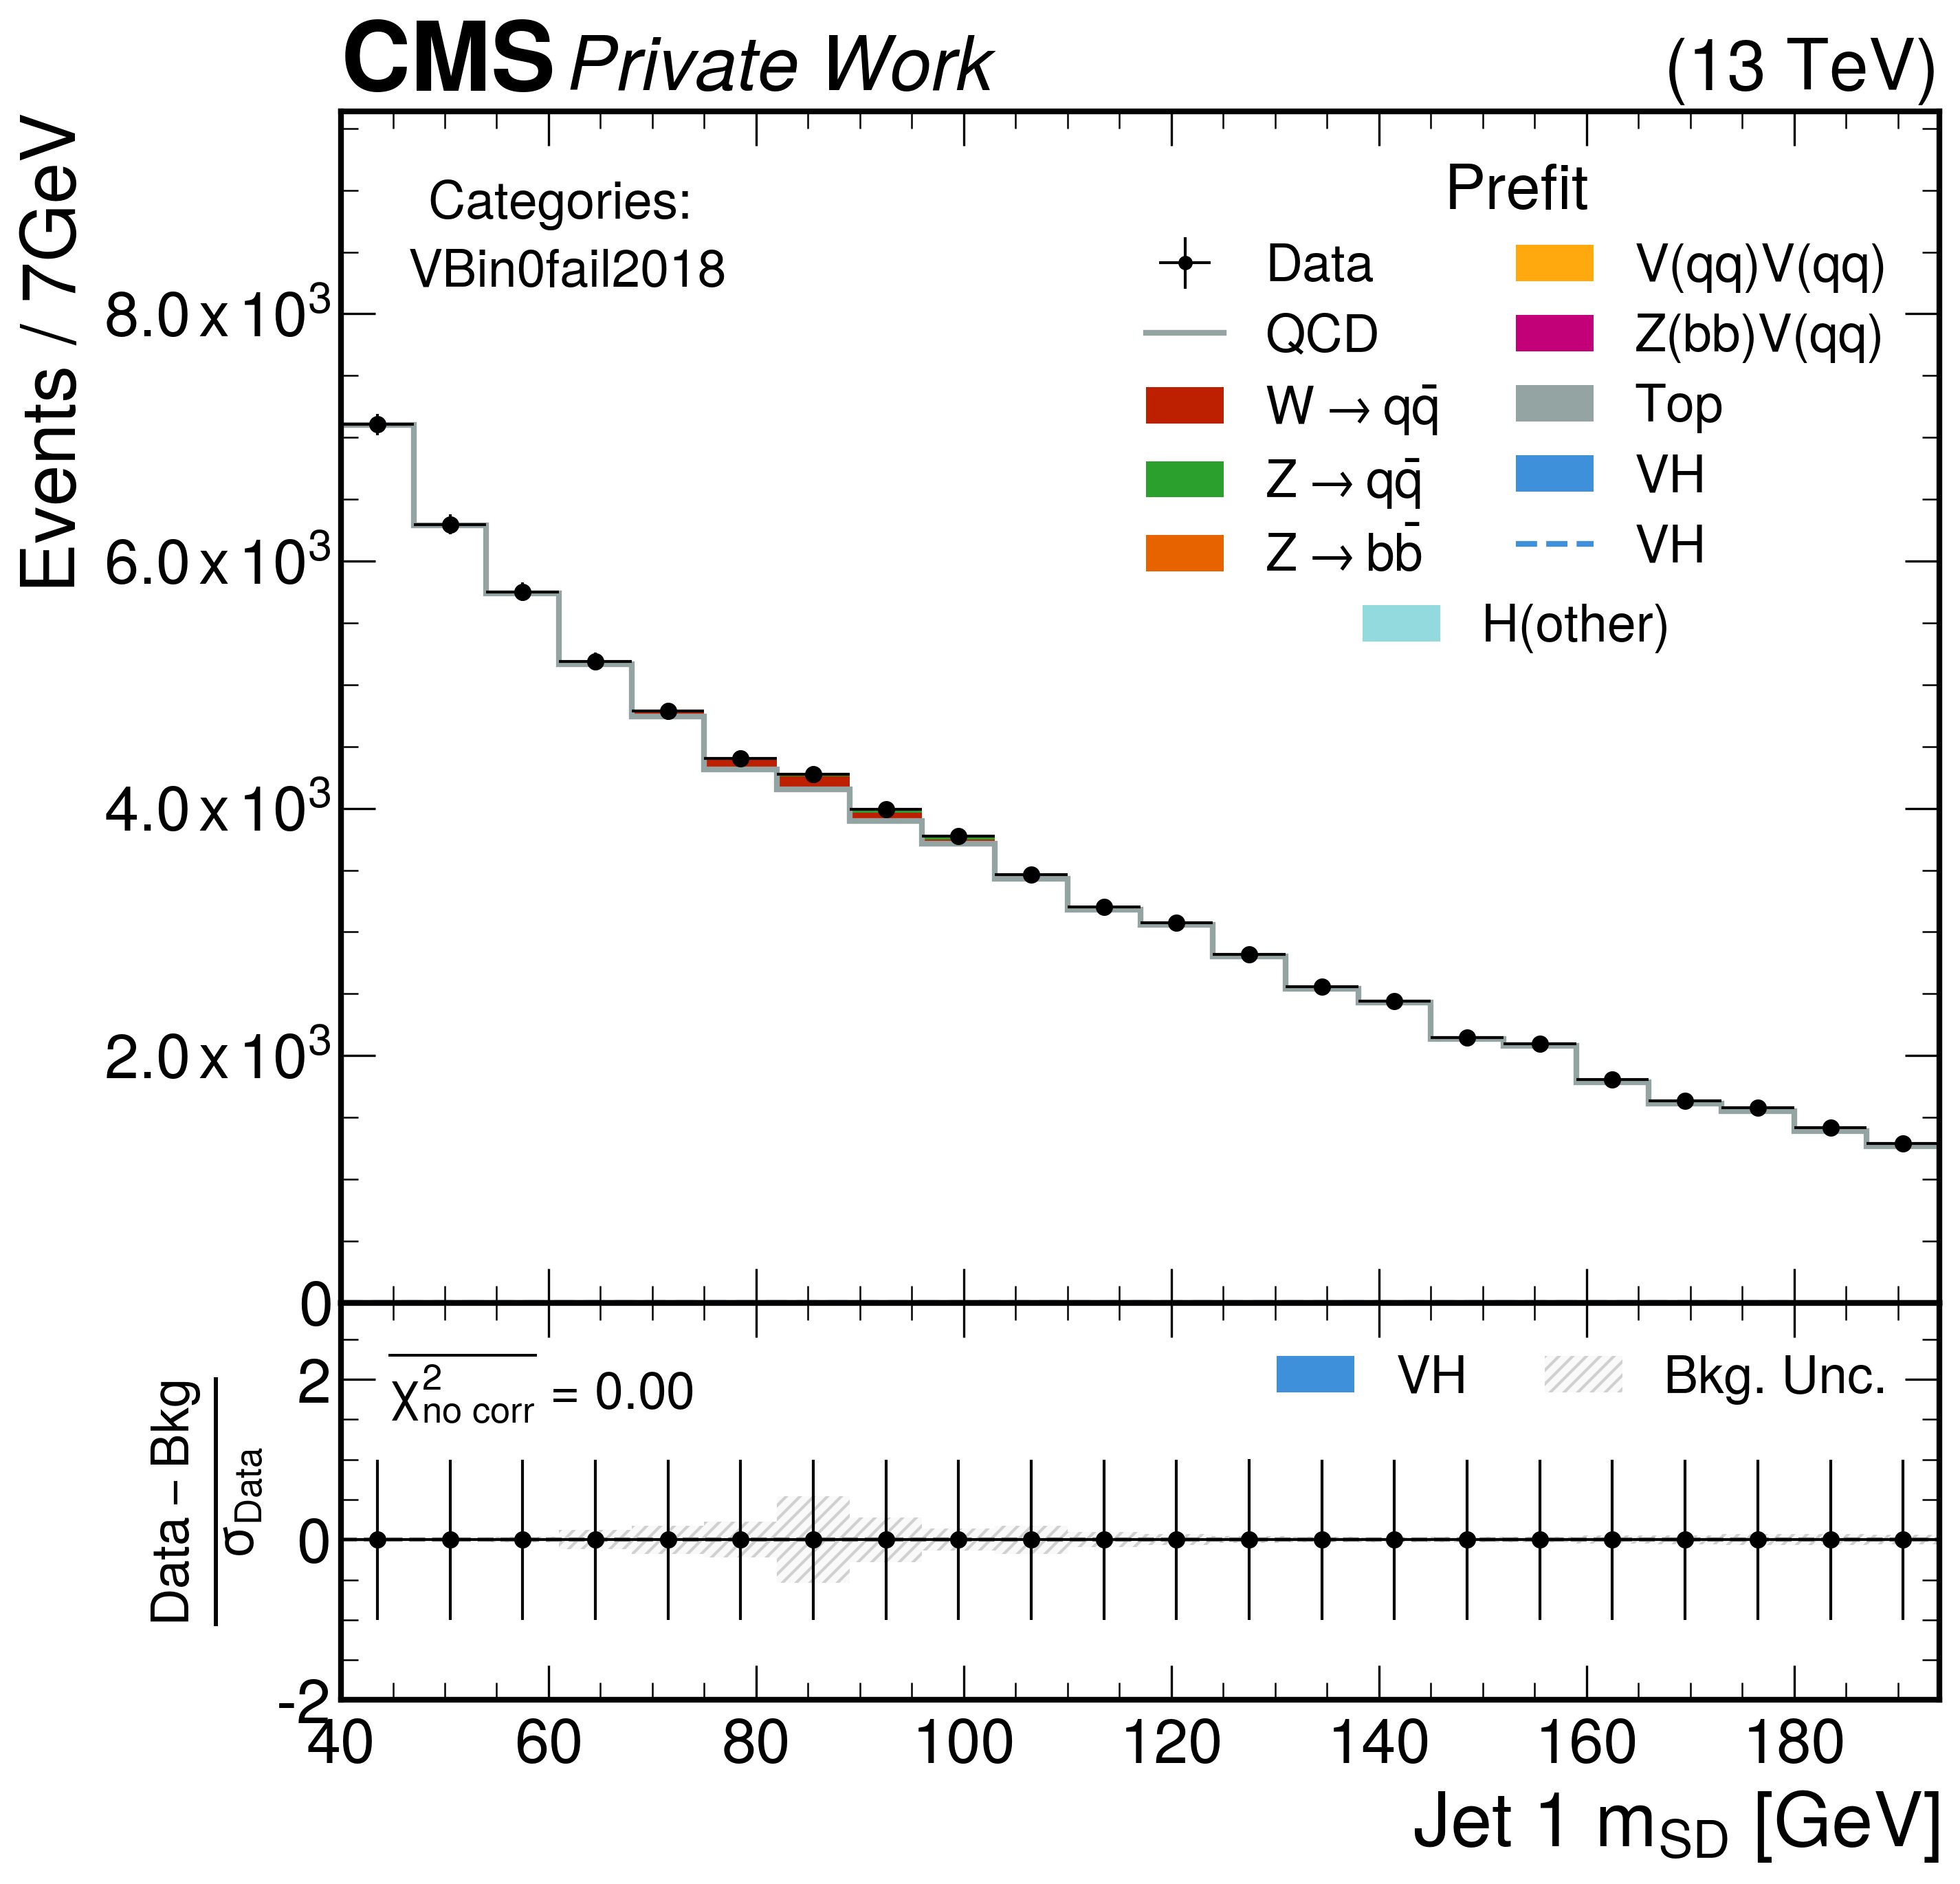 CMS Private Work (13 TeV)
Events / 7GeV
Categories:
VBin0fail2018
Prefit
Data
QCD
W → qq̄
Z → qq̄
Z → bb̄
V(qq)V(qq)
Z(bb)V(qq)
Top
VH
VH
H(other)
8.0 x 10³
6.0 x 10³
4.0 x 10³
2.0 x 10³
0
Data − Bkg
σ_Data
χ²_no corr = 0.00
VH
Bkg. Unc.
2
0
-2
40 60 80 100 120 140 160 180
Jet 1 m_SD [GeV]